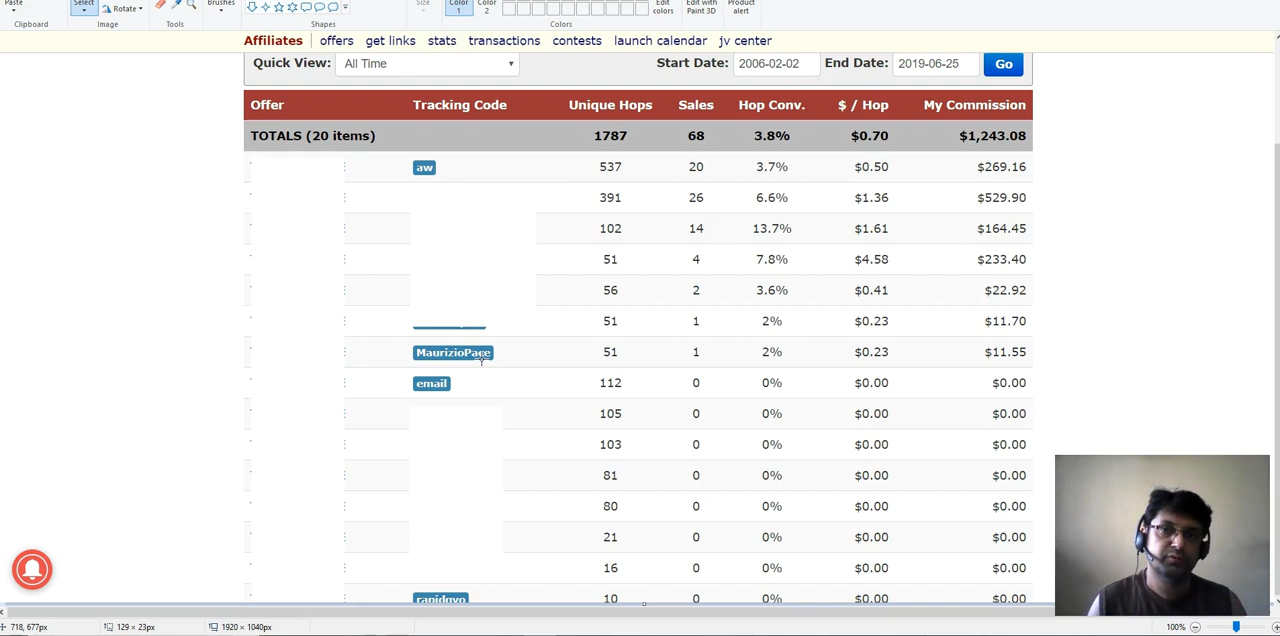 Paste Select Rotate Brushes Size Color 1 Color 2 Edit colors Edit with Paint 3D Product alert
Clipboard Image Tools Shapes Colors
Affiliates offers get links stats transactions contests launch calendar jv center
Quick View: All Time Start Date: 2006-02-02 End Date: 2019-06-25 Go
Offer Tracking Code Unique Hops Sales Hop Conv. $ / Hop My Commission
TOTALS (20 items) 1787 68 3.8% $0.70 $1,243.08
aw 537 20 3.7% $0.50 $269.16
391 26 6.6% $1.36 $529.90
102 14 13.7% $1.61 $164.45
51 4 7.8% $4.58 $233.40
56 2 3.6% $0.41 $22.92
51 1 2% $0.23 $11.70
MaurizioPace 51 1 2% $0.23 $11.55
email 112 0 0% $0.00 $0.00
105 0 0% $0.00 $0.00
103 0 0% $0.00 $0.00
81 0 0% $0.00 $0.00
80 0 0% $0.00 $0.00
21 0 0% $0.00 $0.00
16 0 0% $0.00 $0.00
10 0 0% $0.00 $0.00
718, 677px 129 × 23px 1920 × 1040px 100%